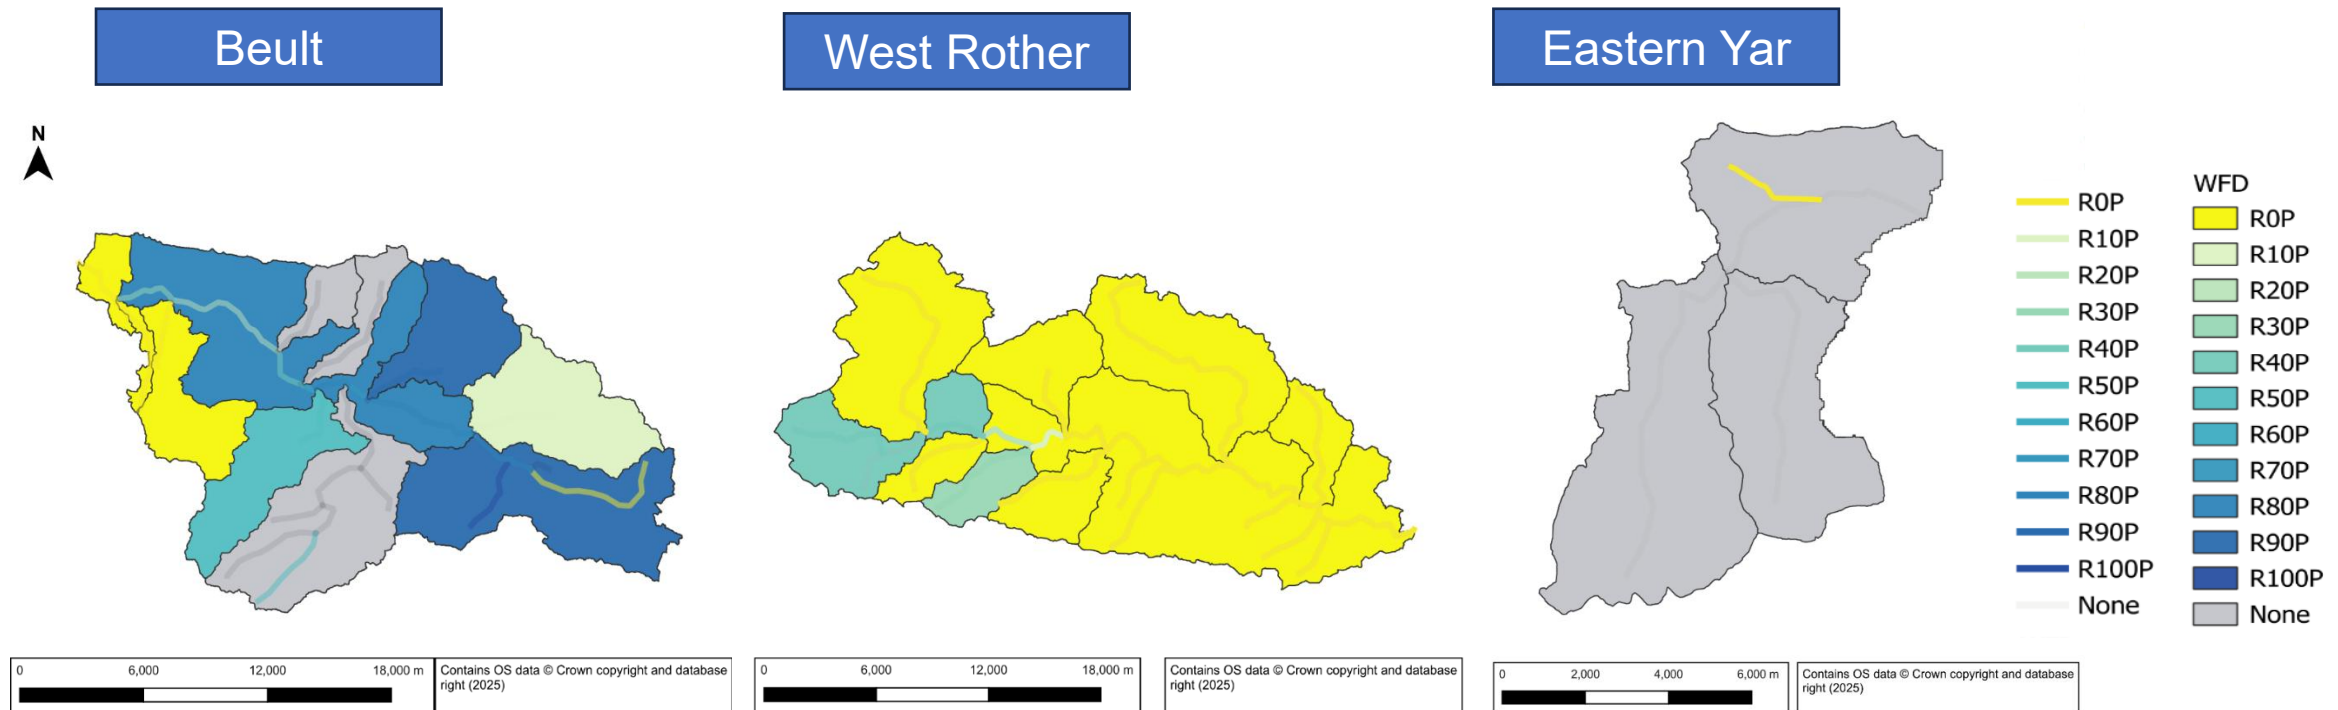 Beult
West Rother
Eastern Yar
N
R0P
R10P
R20P
R30P
R40P
R50P
R60P
R70P
R80P
R90P
R100P
None
WFD
R0P
R10P
R20P
R30P
R40P
R50P
R60P
R70P
R80P
R90P
R100P
None
0 6,000 12,000 18,000 m
Contains OS data © Crown copyright and database
right (2025)
0 6,000 12,000 18,000 m
Contains OS data © Crown copyright and database
right (2025)
0 2,000 4,000 6,000 m
Contains OS data © Crown copyright and database
right (2025)